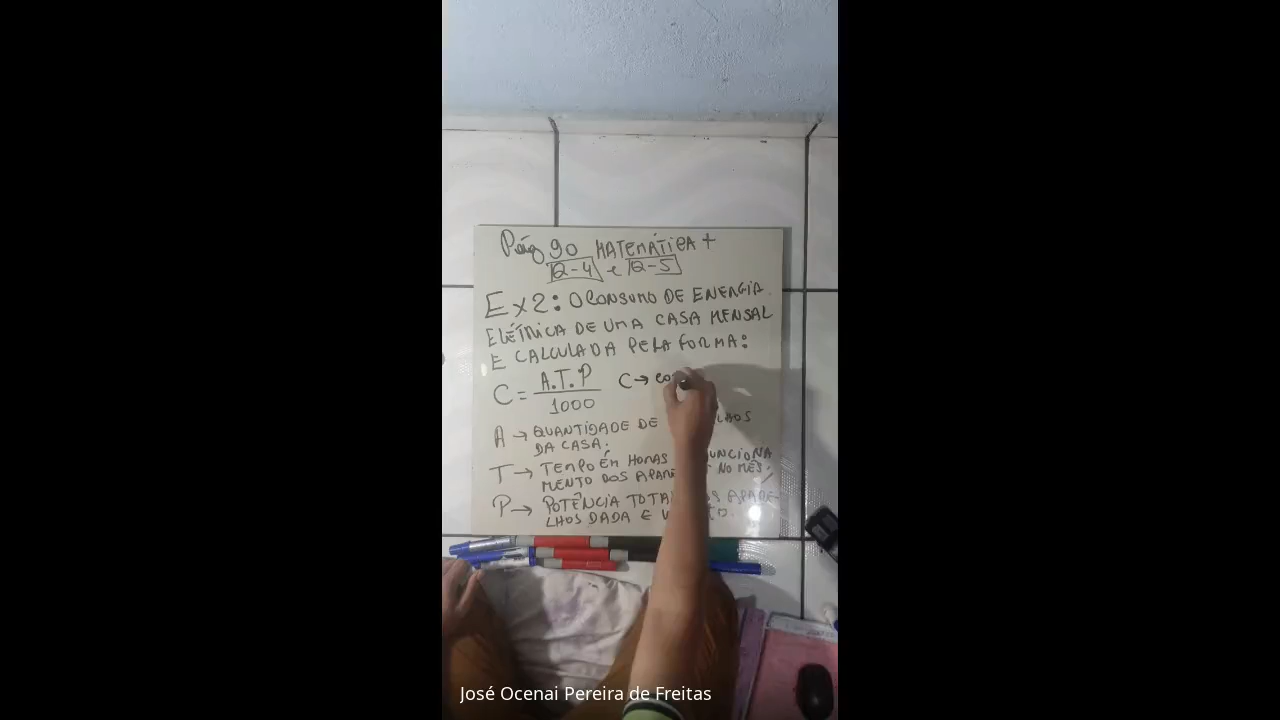 Pág 90 MATEMÁTICA +
Q-4 e Q-5
Ex2: O CONSUMO DE ENERGIA
ELÉTRICA DE UMA CASA MENSAL
E CALCULADA PELA FORMA:
C = A.T.P / 1000 C →
A → QUANTIDADE DE
DA CASA.
T → TEMPO EM HORAS
MENTO DOS NO MÊS.
P → POTÊNCIA
LHOS DADA E
José Ocenai Pereira de Freitas